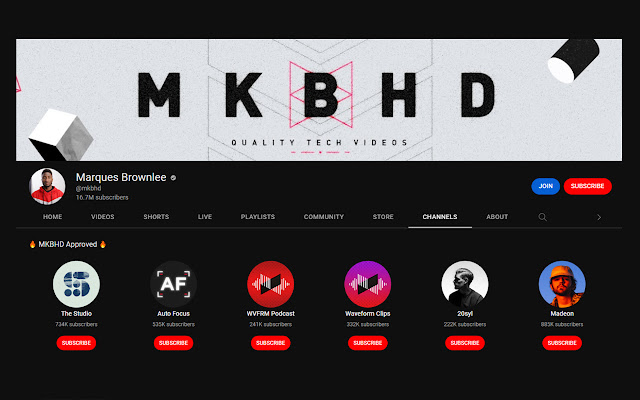 MKBHD
QUALITY TECH VIDEOS
Marques Brownlee
@mkbhd
16.7M subscribers
JOIN SUBSCRIBE
HOME VIDEOS SHORTS LIVE PLAYLISTS COMMUNITY STORE CHANNELS ABOUT
🔥 MKBHD Approved 🔥
AF
The Studio Auto Focus WVFRM Podcast Waveform Clips 20syl Madeon
734K subscribers 535K subscribers 241K subscribers 332K subscribers 222K subscribers 885K subscribers
SUBSCRIBE SUBSCRIBE SUBSCRIBE SUBSCRIBE SUBSCRIBE SUBSCRIBE